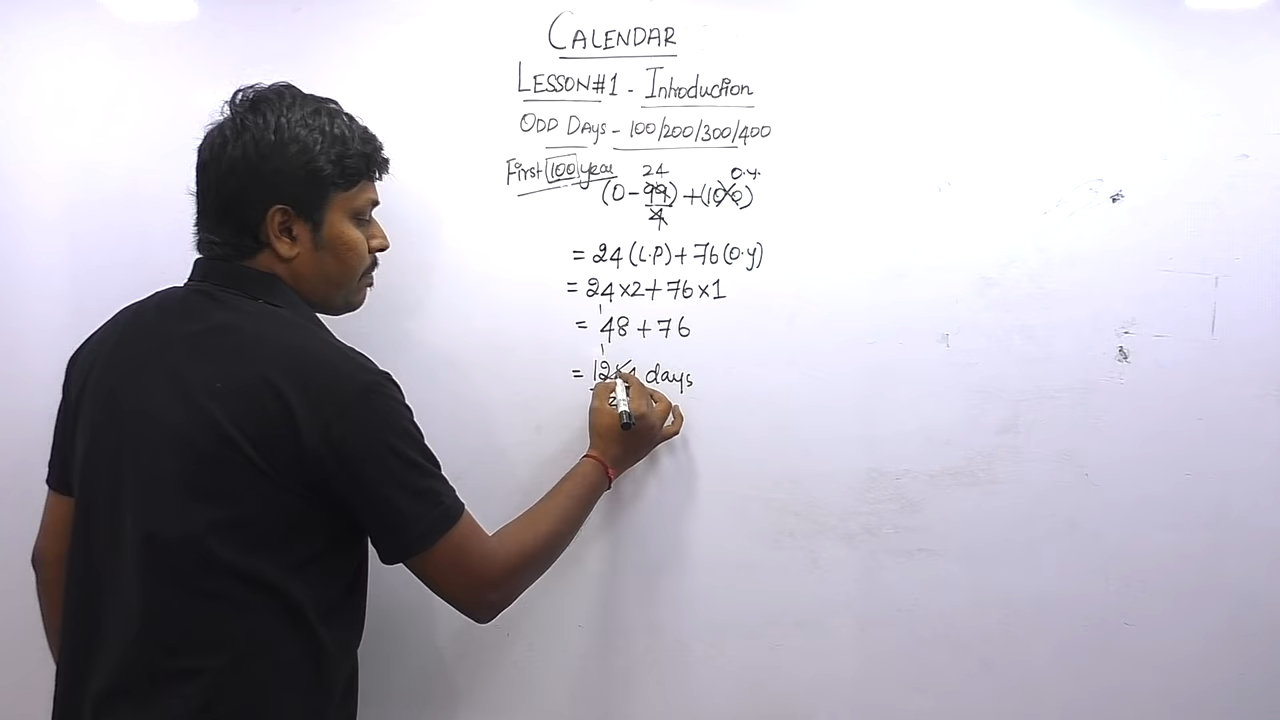 CALENDAR
LESSON#1 - Introduction
ODD DAYS - 100/200/300/400
First 100 year
24 O.Y.
(0 - 99) + (100)
4
= 24 (L.P) + 76 (O.Y)
= 24 × 2 + 76 × 1
= 48 + 76
= 124 days